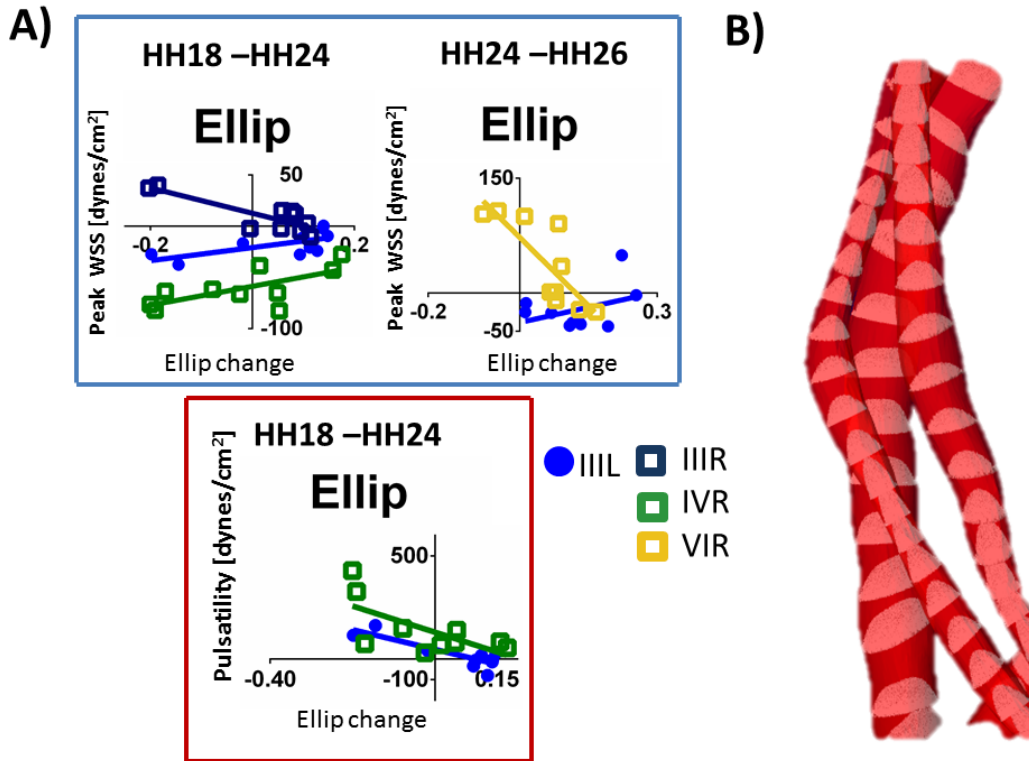 A)
B)
HH18 –HH24
HH24 –HH26
Ellip
Ellip
Peak WSS [dynes/cm²]
50
-0.2
0.2
-100
Ellip change
Peak WSS [dynes/cm²]
150
-0.2
0.3
-50
Ellip change
HH18 –HH24
Ellip
Pulsatility [dynes/cm²]
500
-0.40
-100
0.15
Ellip change
IIIL
IIIR
IVR
VIR